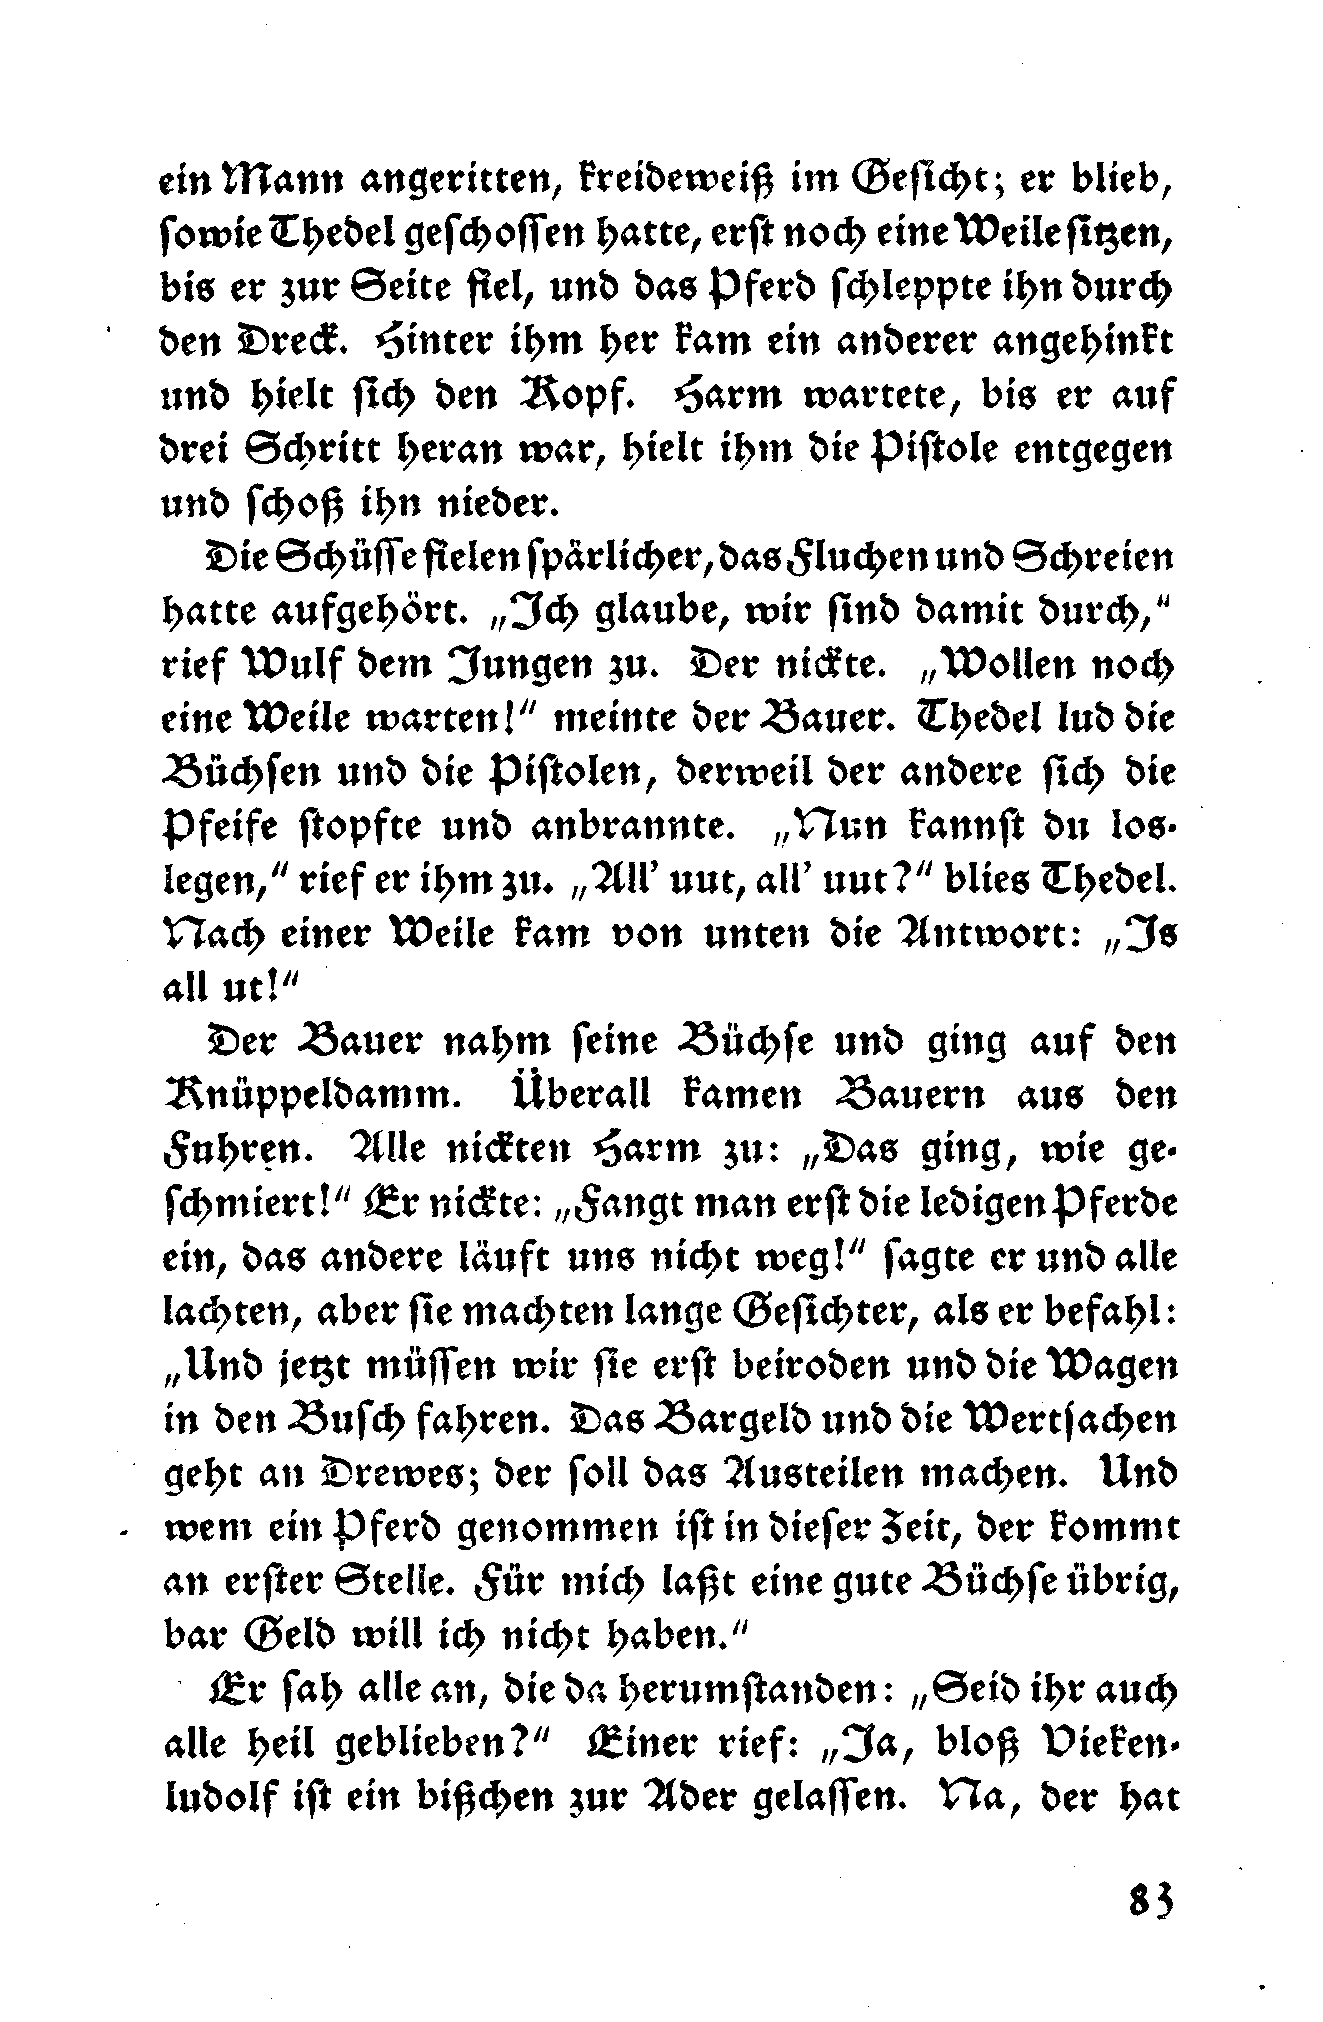 ein Mann angeritten, kreideweiß im Gesicht; er blieb,
sowie Thedel geschossen hatte, erst noch eine Weile sitzen,
bis er zur Seite fiel, und das Pferd schleppte ihn durch
den Dreck. Hinter ihm her kam ein anderer angehinkt
und hielt sich den Kopf. Harm wartete, bis er auf
drei Schritt heran war, hielt ihm die Pistole entgegen
und schoß ihn nieder.
Die Schüsse fielen spärlicher, das Fluchen und Schreien
hatte aufgehört. „Ich glaube, wir sind damit durch,“
rief Wulf dem Jungen zu. Der nickte. „Wollen noch
eine Weile warten!“ meinte der Bauer. Thedel lud die
Büchsen und die Pistolen, derweil der andere sich die
Pfeife stopfte und anbrannte. „Nun kannst du los-
legen,“ rief er ihm zu. „All’ uut, all’ uut?“ blies Thedel.
Nach einer Weile kam von unten die Antwort: „Is
all ut!“
Der Bauer nahm seine Büchse und ging auf den
Knüppeldamm. Überall kamen Bauern aus den
Fuhren. Alle nickten Harm zu: „Das ging, wie ge-
schmiert!“ Er nickte: „Fangt man erst die ledigen Pferde
ein, das andere läuft uns nicht weg!“ sagte er und alle
lachten, aber sie machten lange Gesichter, als er befahl:
„Und jetzt müssen wir sie erst beiroden und die Wagen
in den Busch fahren. Das Bargeld und die Wertsachen
geht an Drewes; der soll das Austeilen machen. Und
wem ein Pferd genommen ist in dieser Zeit, der kommt
an erster Stelle. Für mich laßt eine gute Büchse übrig,
bar Geld will ich nicht haben.“
Er sah alle an, die da herumstanden: „Seid ihr auch
alle heil geblieben?“ Einer rief: „Ja, bloß Vieken-
ludolf ist ein bißchen zur Ader gelassen. Na, der hat
83